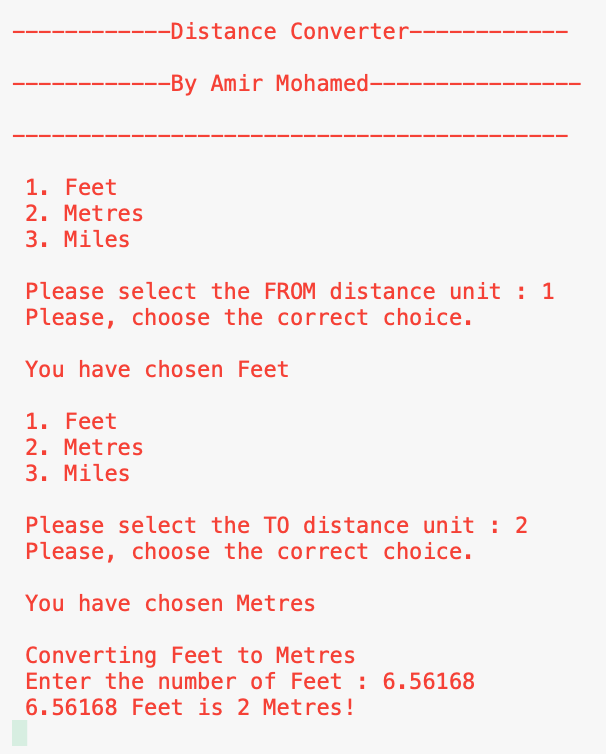 ------------Distance Converter------------
------------By Amir Mohamed----------------
------------------------------------------
1. Feet
2. Metres
3. Miles
Please select the FROM distance unit : 1
Please, choose the correct choice.
You have chosen Feet
1. Feet
2. Metres
3. Miles
Please select the TO distance unit : 2
Please, choose the correct choice.
You have chosen Metres
Converting Feet to Metres
Enter the number of Feet : 6.56168
6.56168 Feet is 2 Metres!